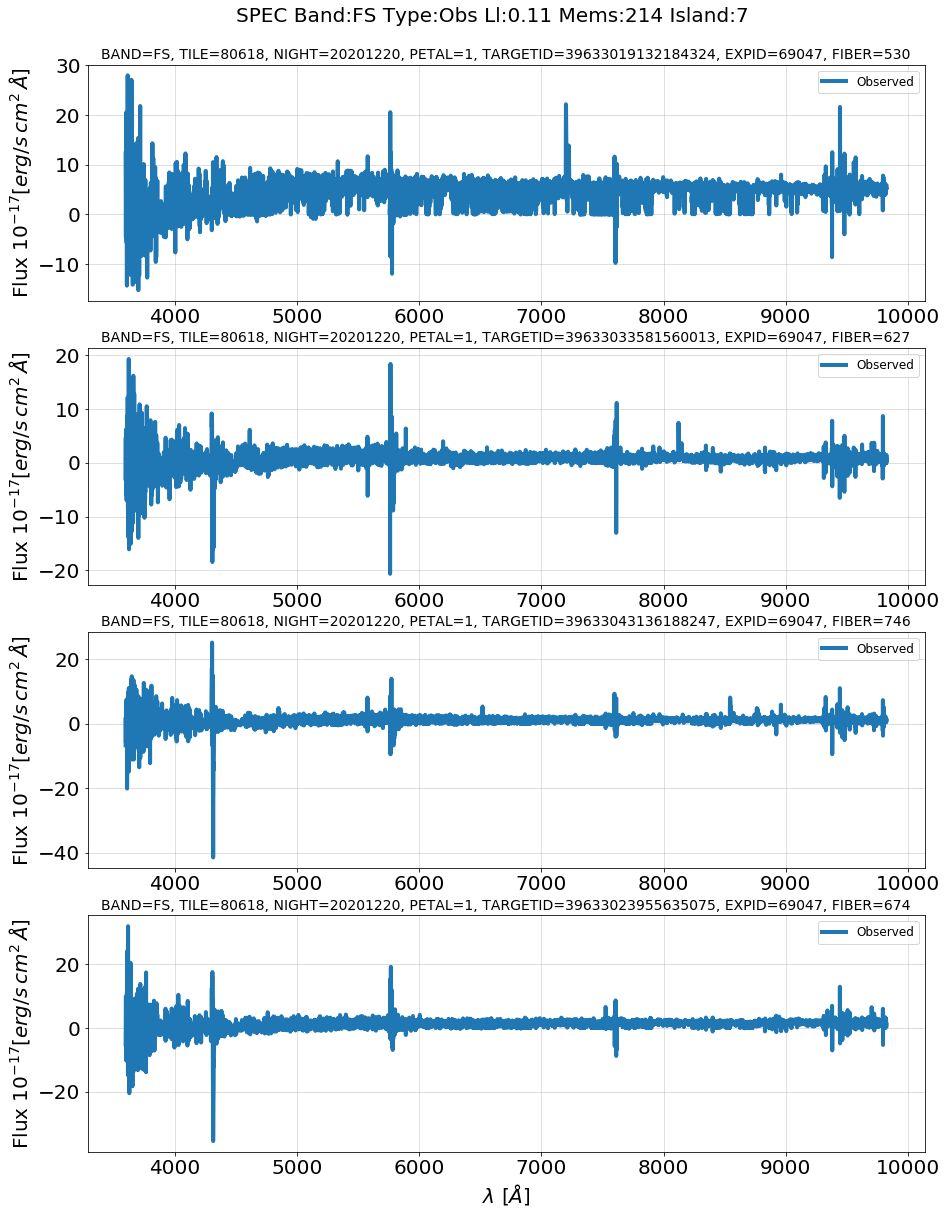 SPEC Band:FS Type:Obs Ll:0.11 Mems:214 Island:7
BAND=FS, TILE=80618, NIGHT=20201220, PETAL=1, TARGETID=39633019132184324, EXPID=69047, FIBER=530
Flux 10^{-17}[erg/s cm^2 Å]
30
20
10
0
−10
Observed
4000 5000 6000 7000 8000 9000 10000
BAND=FS, TILE=80618, NIGHT=20201220, PETAL=1, TARGETID=39633033581560013, EXPID=69047, FIBER=627
Flux 10^{-17}[erg/s cm^2 Å]
20
10
0
−10
−20
Observed
4000 5000 6000 7000 8000 9000 10000
BAND=FS, TILE=80618, NIGHT=20201220, PETAL=1, TARGETID=39633043136188247, EXPID=69047, FIBER=746
Flux 10^{-17}[erg/s cm^2 Å]
20
0
−20
−40
Observed
4000 5000 6000 7000 8000 9000 10000
BAND=FS, TILE=80618, NIGHT=20201220, PETAL=1, TARGETID=39633023955635075, EXPID=69047, FIBER=674
Flux 10^{-17}[erg/s cm^2 Å]
20
0
−20
Observed
4000 5000 6000 7000 8000 9000 10000
λ [Å]